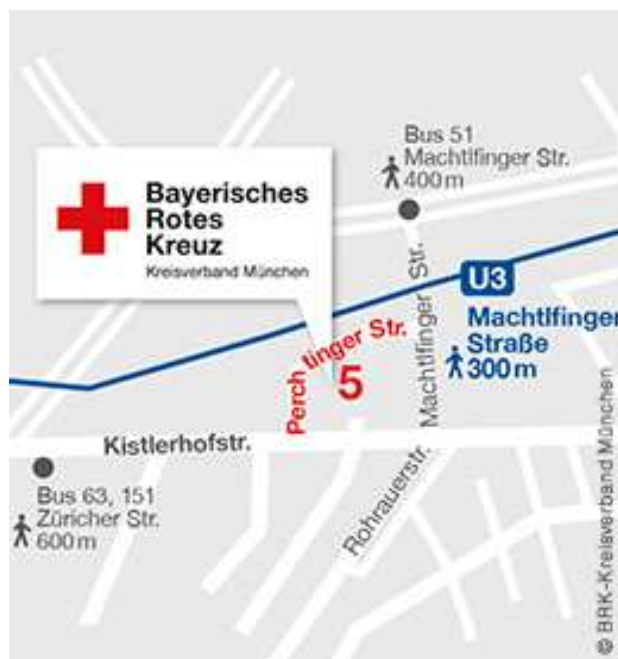 Bus 51
Machtlfinger Str.
400 m
Bayerisches
Rotes
Kreuz
Kreisverband München
U3
Machtlfinger
Straße
300 m
Machtlfinger Str.
Perchtinger Str.
5
Kistlerhofstr.
Bus 63, 151
Züricher Str.
600 m
Rohrauerstr.
© BRK-Kreisverband München